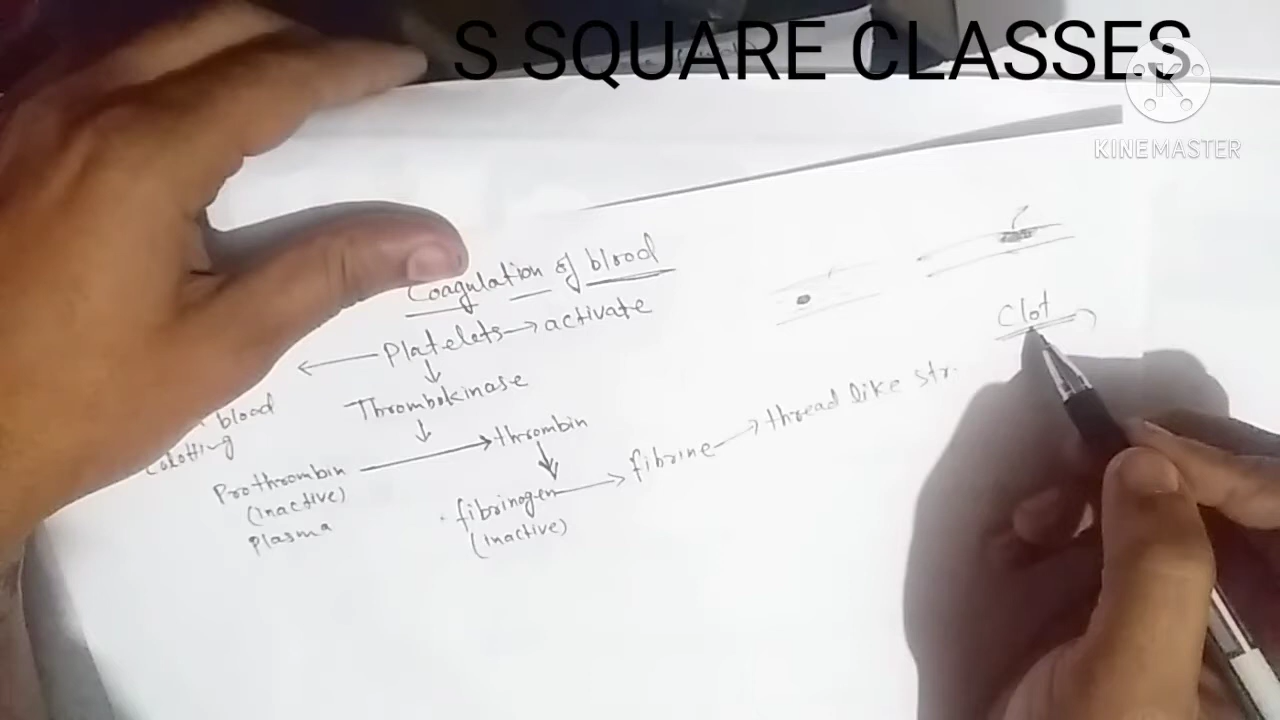 S SQUARE CLASSES
KINEMASTER
Coagulation of blood
Platelets → activate
Thrombokinase
blood
Prothrombin → thrombin
(inactive)
plasma
fibrinogen → fibrine → thread like str.
(inactive)
Clot